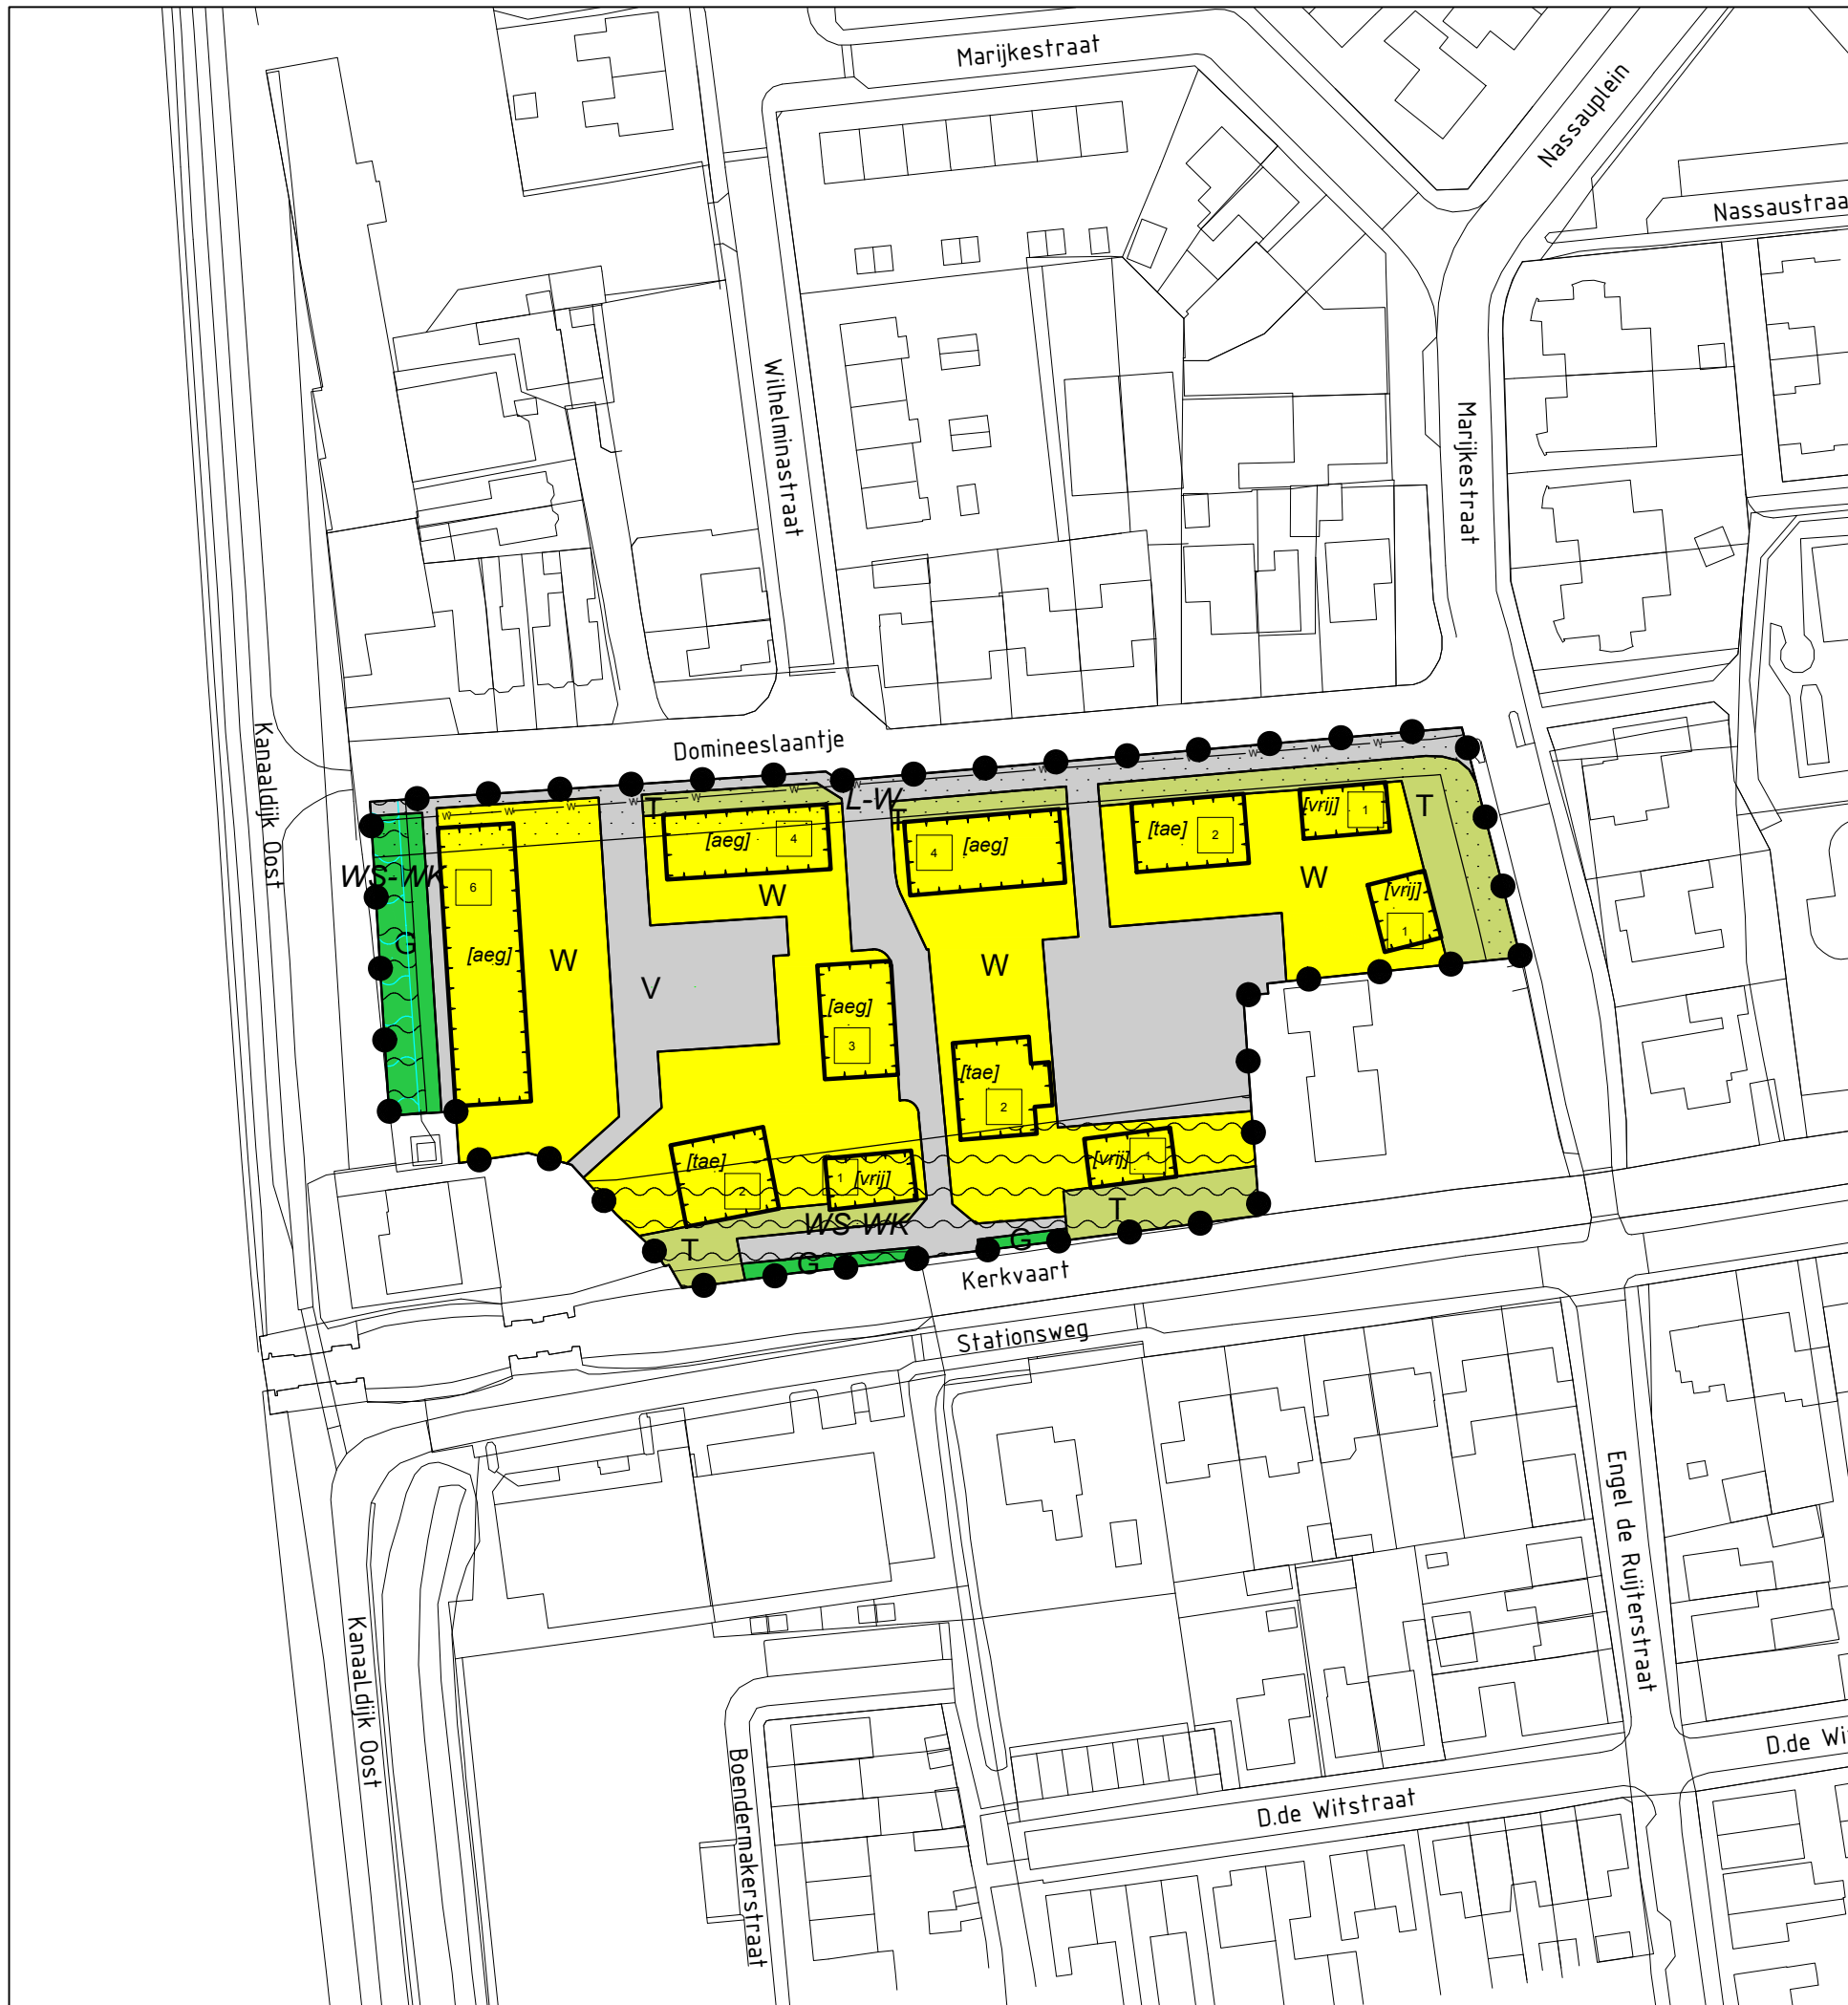 Marijkestraat
Nassauplein
Nassaustraa
Wilhelminastraat
Marijkestraat
Kanaaldijk Oost
Domineeslaantje
W W W W W W W W W W W
L-W
T
T
[aeg] 4
4 [aeg]
[tae] 2
[vrij] 1
T
WS-WK
6
W
W
[vrij]
1
G
[aeg]
W
V
W
[aeg]
3
[tae]
2
[tae]
2
1 [vrij]
[vrij] 1
WS-WK
T
T
G
G
Kerkvaart
Stationsweg
Engel de Ruijterstraat
Kanaaldijk Oost
Boendermakerstraat
D.de Wi
D.de Witstraat